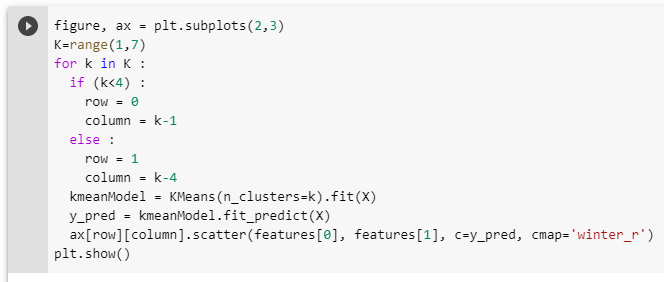 figure, ax = plt.subplots(2,3)
K=range(1,7)
for k in K :
  if (k<4) :
    row = 0
    column = k-1
  else :
    row = 1
    column = k-4
  kmeanModel = KMeans(n_clusters=k).fit(X)
  y_pred = kmeanModel.fit_predict(X)
  ax[row][column].scatter(features[0], features[1], c=y_pred, cmap='winter_r')
plt.show()